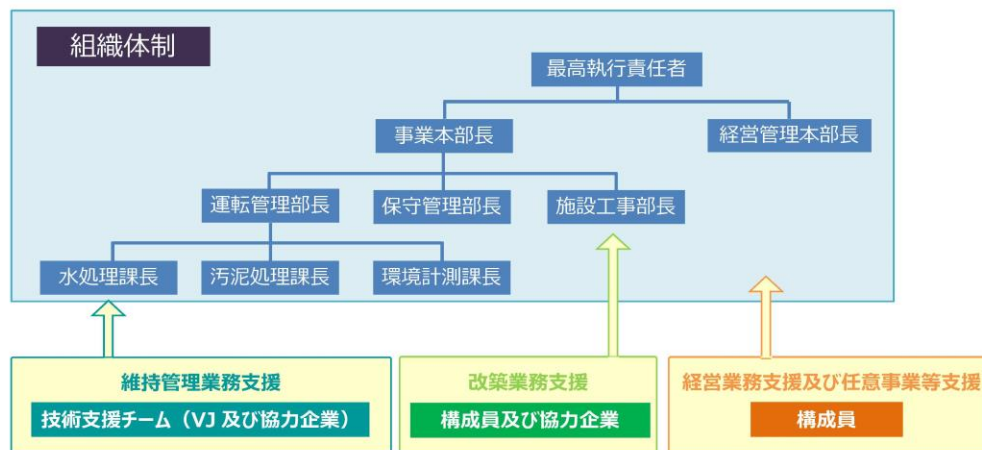 組織体制
最高執行責任者
事業本部長
経営管理本部長
運転管理部長
保守管理部長
施設工事部長
水処理課長
汚泥処理課長
環境計測課長
維持管理業務支援
技術支援チーム（VJ 及び協力企業）
改築業務支援
構成員及び協力企業
経営業務支援及び任意事業等支援
構成員